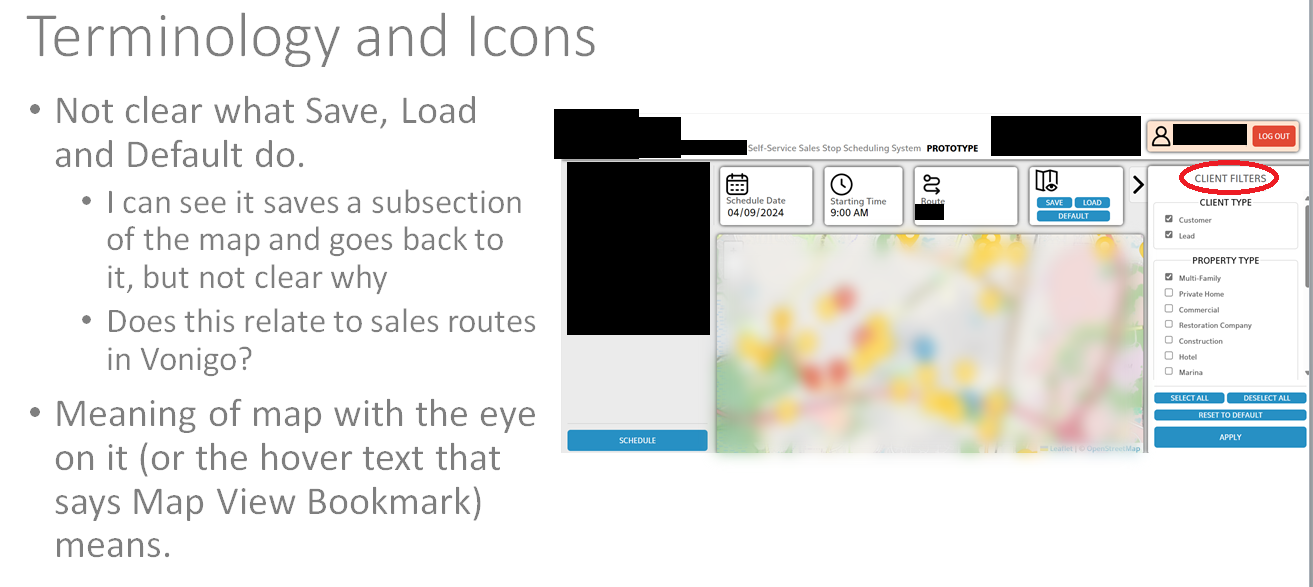 Terminology and Icons
• Not clear what Save, Load
and Default do.
• I can see it saves a subsection
of the map and goes back to
it, but not clear why
• Does this relate to sales routes
in Vonigo?
• Meaning of map with the eye
on it (or the hover text that
says Map View Bookmark)
means.
Self-Service Sales Stop Scheduling System PROTOTYPE
LOG OUT
Schedule Date
04/09/2024
Starting Time
9:00 AM
Route
SAVE
LOAD
DEFAULT
CLIENT FILTERS
CLIENT TYPE
Customer
Lead
PROPERTY TYPE
Multi-Family
Private Home
Commercial
Restoration Company
Construction
Hotel
Marina
SELECT ALL
DESELECT ALL
RESET TO DEFAULT
APPLY
SCHEDULE
Leaflet | © OpenStreetMap